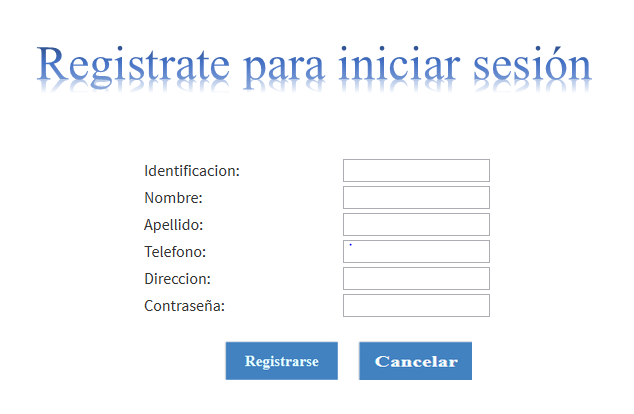 Registrate para iniciar sesión
Identificacion:
Nombre:
Apellido:
Telefono:
Direccion:
Contraseña:
Registrarse Cancelar